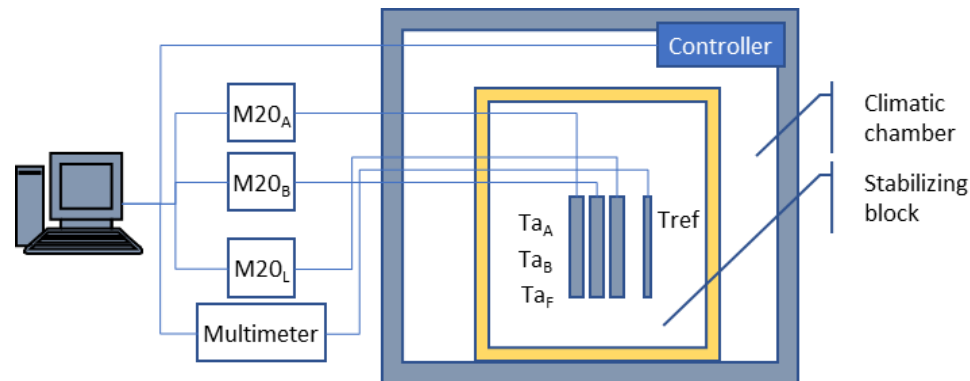 Controller
M20A
Climatic
chamber
M20B
Stabilizing
block
TaA
Tref
TaB
M20L
TaF
Multimeter